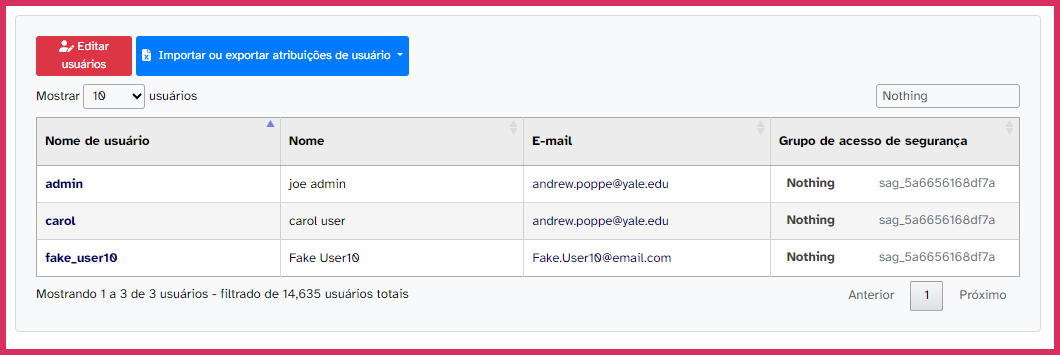 Editar
usuários
Importar ou exportar atribuições de usuário
Mostrar 10 usuários
Nothing
Nome de usuário Nome E-mail Grupo de acesso de segurança
admin joe admin andrew.poppe@yale.edu Nothing sag_5a6656168df7a
carol carol user andrew.poppe@yale.edu Nothing sag_5a6656168df7a
fake_user10 Fake User10 Fake.User10@email.com Nothing sag_5a6656168df7a
Mostrando 1 a 3 de 3 usuários - filtrado de 14,635 usuários totais
Anterior 1 Próximo